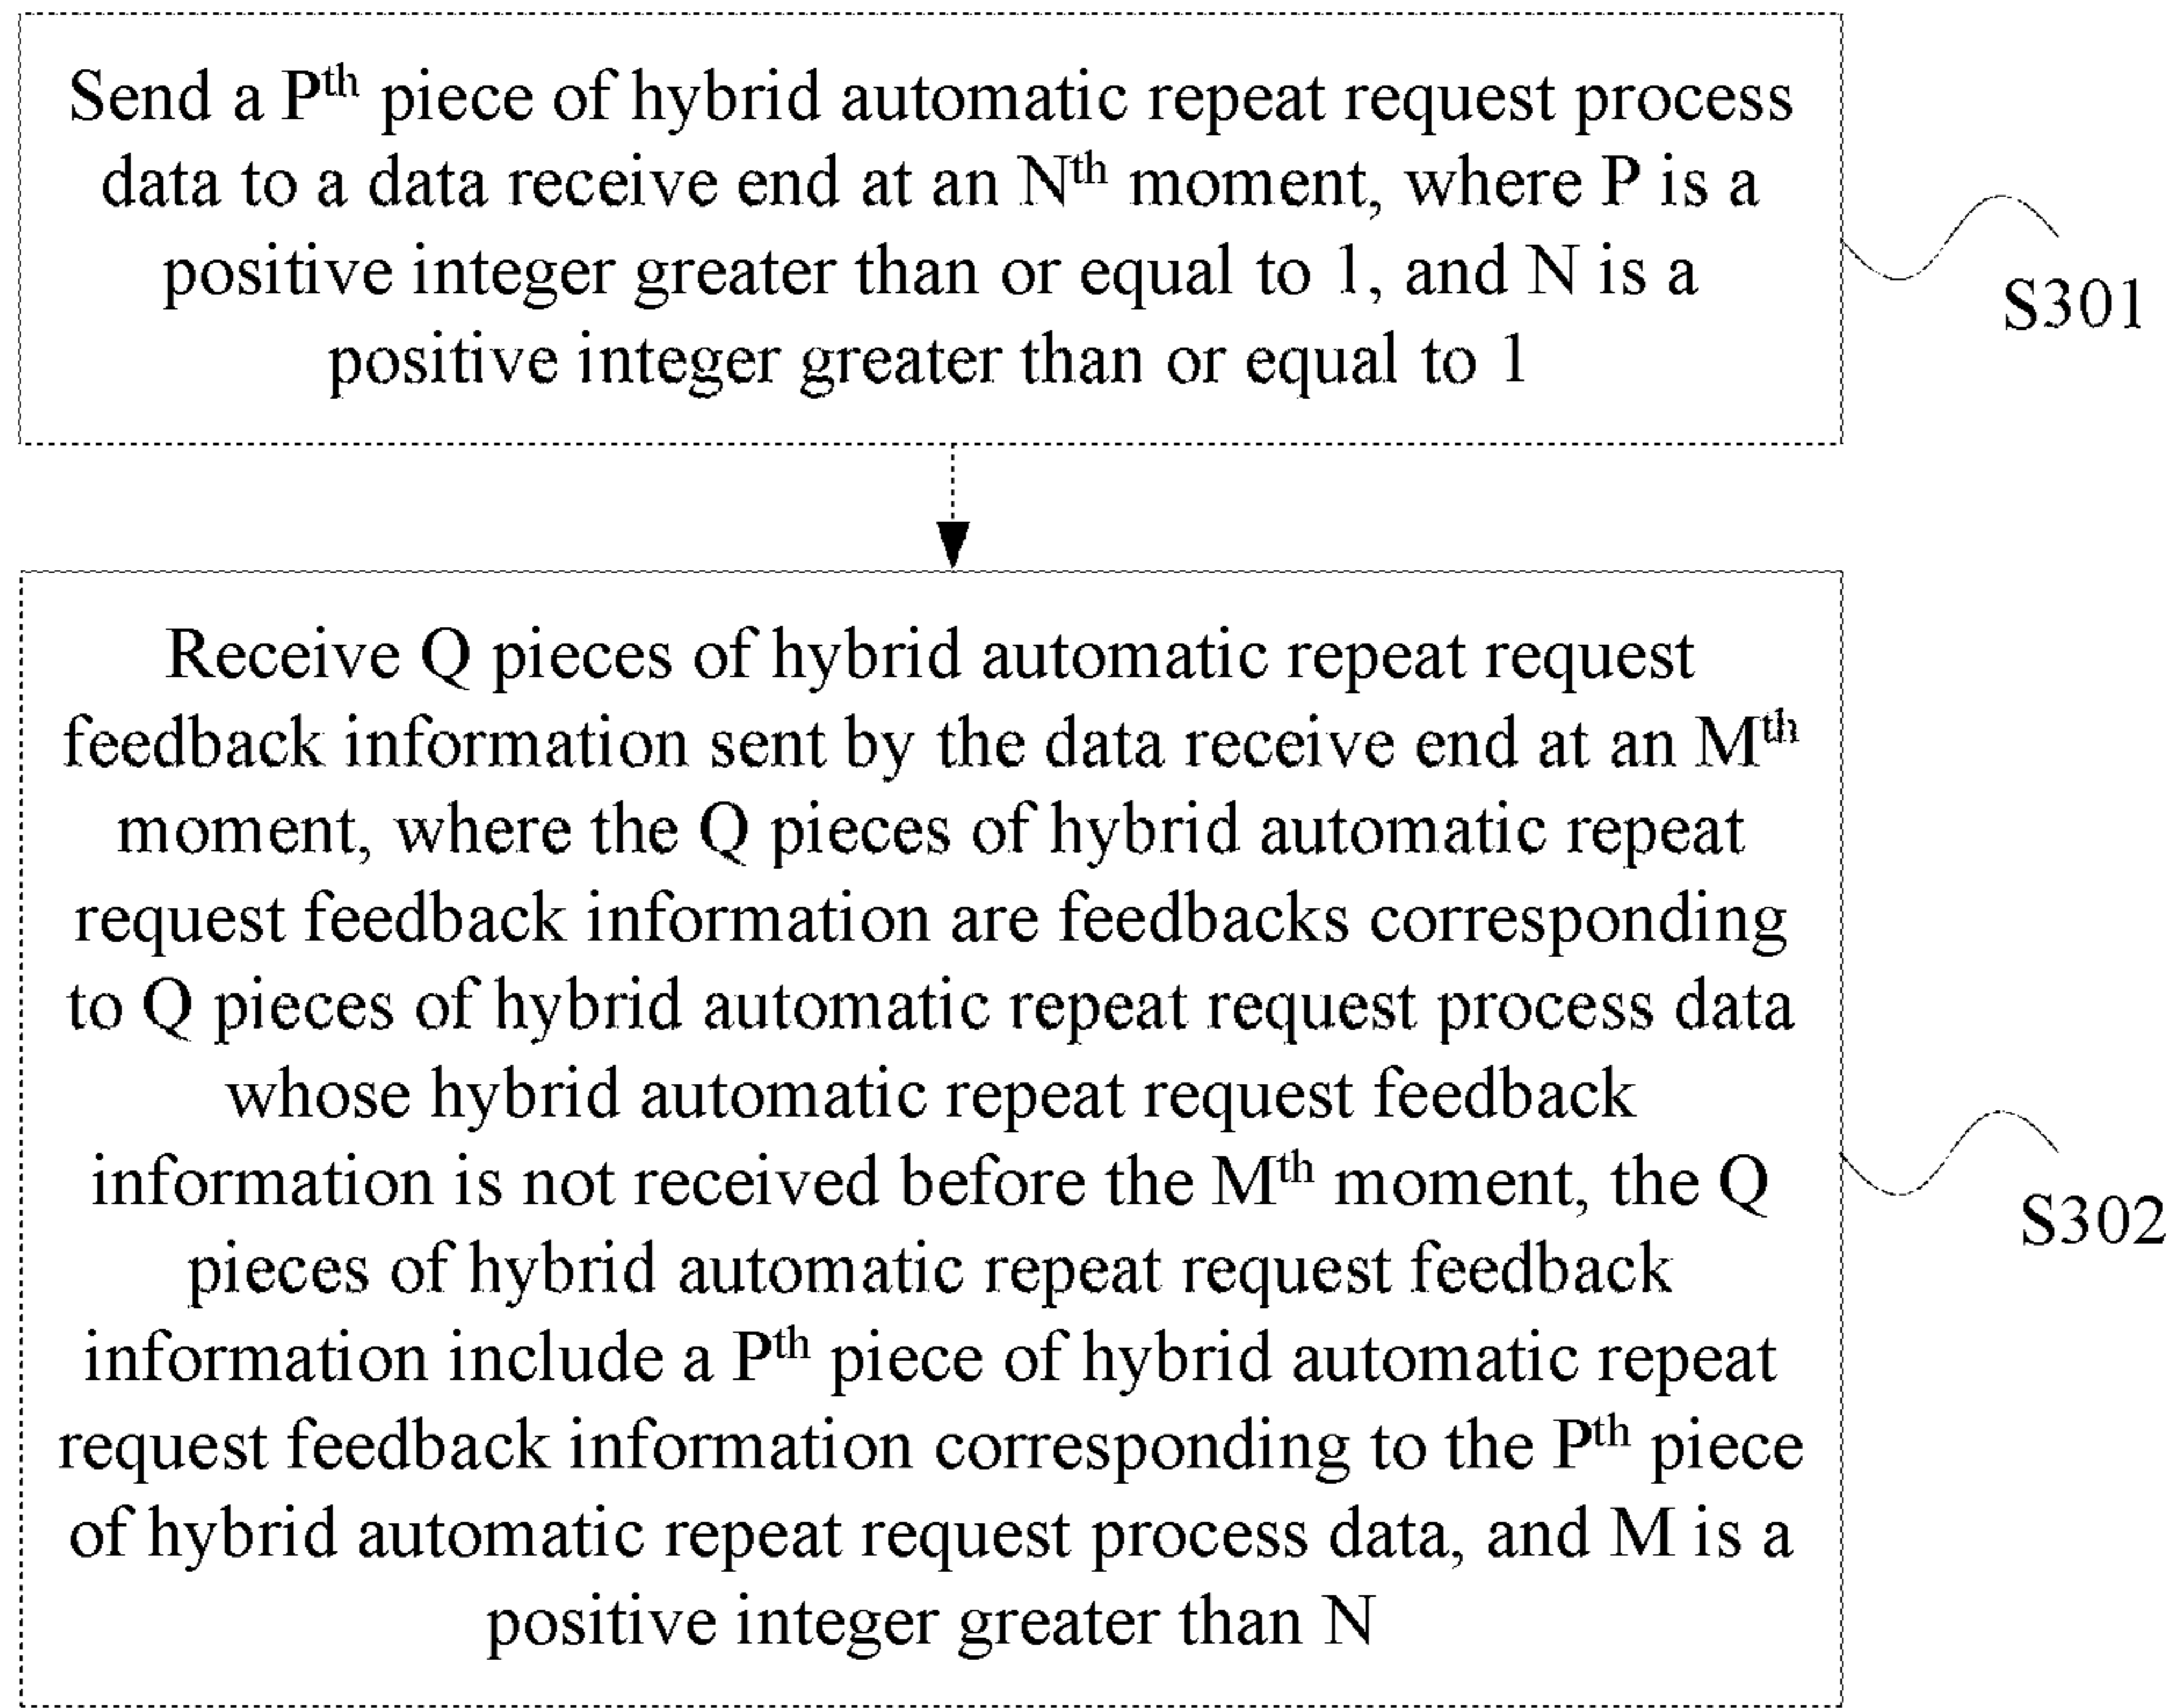 Send a Pth piece of hybrid automatic repeat request process
data to a data receive end at an Nth moment, where P is a
positive integer greater than or equal to 1, and N is a
positive integer greater than or equal to 1
S301
Receive Q pieces of hybrid automatic repeat request
feedback information sent by the data receive end at an Mth
moment, where the Q pieces of hybrid automatic repeat
request feedback information are feedbacks corresponding
to Q pieces of hybrid automatic repeat request process data
whose hybrid automatic repeat request feedback
information is not received before the Mth moment, the Q
pieces of hybrid automatic repeat request feedback
information include a Pth piece of hybrid automatic repeat
request feedback information corresponding to the Pth piece
of hybrid automatic repeat request process data, and M is a
positive integer greater than N
S302